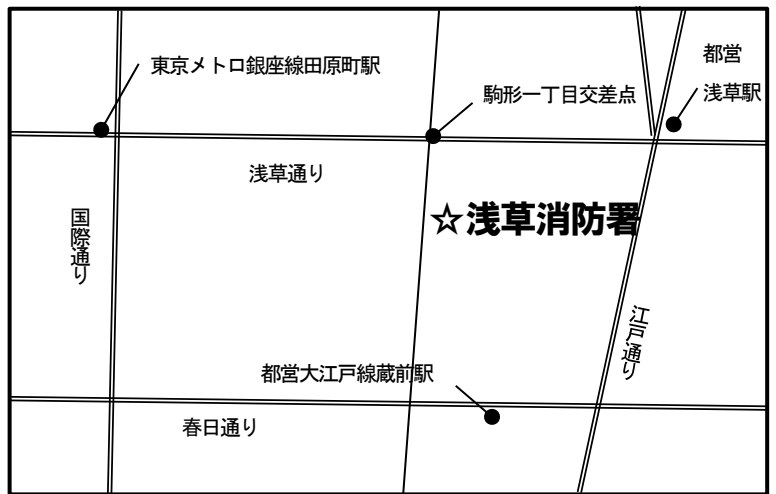 東京メトロ銀座線田原町駅
都営
浅草駅
駒形一丁目交差点
浅草通り
国際通り
☆浅草消防署
江戸通り
都営大江戸線蔵前駅
春日通り